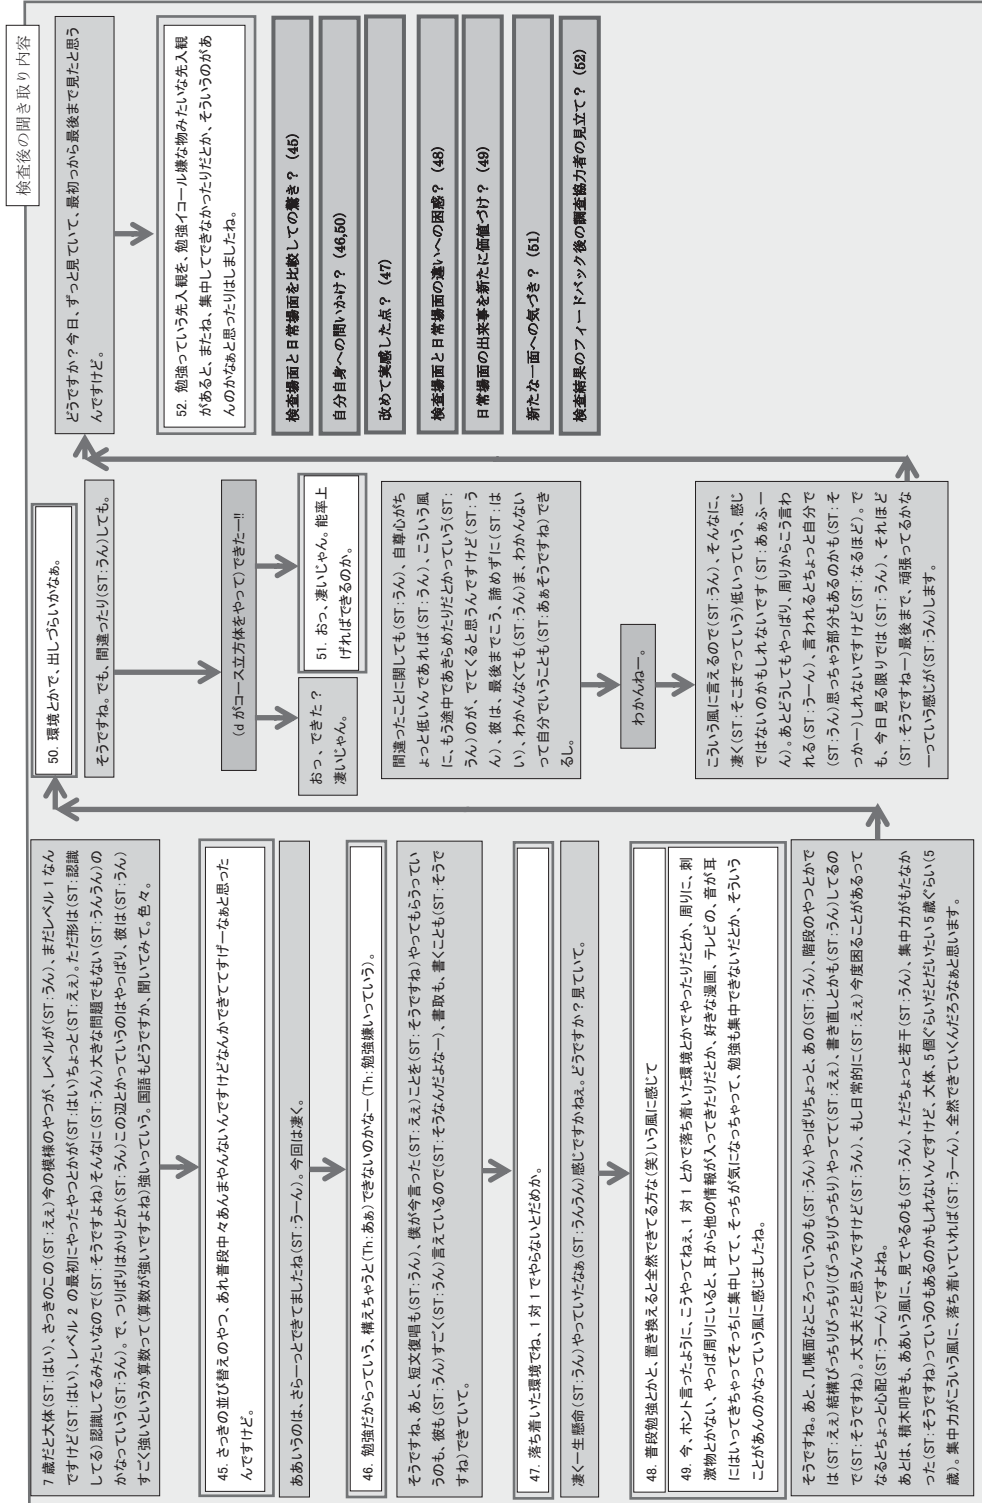 検査後の聞き取り内容
7 歳だと大体(ST:はい)、さっきのこの(ST:えぇ)今の模様のやつが、レベルが(ST:うん)、まだレベル 1 なん
ですけど(ST:はい)、レベル 2 の最初にやったやつとかが(ST:はい)ちょっと(ST:えぇ)。ただ形は(ST:認識
してる)認識してるみたいなので(ST:そうですよね)そんなに(ST:うん)大きな問題でもない(ST:うんうん)の
かなっていう(ST:うん)。で、つりばりはかりとか(ST:うん)この辺とかっていうのはやっぱり、彼は(ST:うん)
すごく強いというか算数って(算数が強いですよね)強いっていう。国語もどうですか、聞いてみて。色々。
45. さっきの並び替えのやつ、あれ普段中々あんまやんないんですけどなんかできててすげーなぁと思った
んですけど。
ああいうのは、さらーっとできてましたね(ST:うーん)。今回は凄く。
46. 勉強だからっていう、構えちゃうと(Th:あぁ)できないのかなー(Th:勉強嫌いっていう)。
そうですね、あと、短文復唱も(ST:うん)、僕が今言った(ST:えぇ)ことを(ST:そうですね)やってもらうってい
うのも、彼も(ST:うん)すごく(ST:うん)言えているので(ST:そうなんだよなー)、書取も、書くことも(ST:そうで
すね)できていて。
47. 落ち着いた環境でね、1 対 1 でやらないとだめか。
凄く一生懸命(ST:うん)やっていたなぁ(ST:うんうん)感じですかねぇ。どうですか?見ていて。
48. 普段勉強とかと、置き換えると全然できてる方な(笑)いう風に感じて
49. 今、ホント言ったように、こうやってねぇ、1 対 1 とかで落ち着いた環境とかでやったりだとか、周りに、刺
激物とかない、やっぱ周りにいると、耳から他の情報が入ってきたりだとか、好きな漫画、テレビの、音が耳
にはいってきちゃってそっちに集中してて、そっちが気になっちゃって、勉強も集中できないだとか、そういう
ことがあんのかなっていう風に感じましたね。
そうですね。あと、几帳面なところっていうのも(ST:うん)やっぱりちょっと、あの(ST:うん)、階段のやつとかで
は(ST:えぇ)結構ぴっちりぴっちり(ぴっちりぴっちり)やってて(ST:えぇ)、書き直しとかも(ST:うん)してるの
で(ST:そうですね)。大丈夫だと思うんですけど(ST:うん)、もし日常的に(ST:えぇ)今度困ることがあるって
なるとちょっと心配(ST:うーん)ですよね。
あとは、積木叩きも、ああいう風に、見てやるのも(ST:うん)、ただちょっと若干(ST:うん)、集中力がもたなか
った(ST:そうですね)っていうのもあるのかもしれないんですけど、大体、5 個ぐらいだとだいたい 5 歳ぐらい(5
歳)。集中力がこういう風に、落ち着いていれば(ST:うーん)、全然できていくんだろうなぁと思います。
50. 環境とかで、出しづらいかなぁ。
そうですね。でも、間違ったり(ST:うん)しても。
(d がコース立方体をやって)できたー!!
おっ、できた?
凄いじゃん。
51. おっ、凄いじゃん。能率上
げればできるのか。
間違ったことに関しても(ST:うん)、自尊心がち
ょっと低いんであれば(ST:うん)、こういう風
に、もう途中であきらめたりだとかっていう(ST:
うん)のが、でてくると思うんですけど(ST:う
ん)、彼は、最後までこう、諦めずに(ST:は
い)、わかんなくても(ST:うん)ま、わかんない
って自分でいうことも(ST:あぁそうですね)でき
るし。
わかんねー。
こういう風に言えるので(ST:うん)、そんなに、
凄く(ST:そこまでっていう)低いっていう、感じ
ではないのかもしれないです(ST:あぁふー
ん)。あとどうしてもやっぱり、周りからこう言わ
れる(ST:うーん)、言われるとちょっと自分で
(ST:うん)思っちゃう部分もあるのかも(ST:そ
っかー)しれないですけど(ST:なるほど)。で
も、今日見る限りでは(ST:うん)、それほど
(ST:そうですねー)最後まで、頑張ってるかな
ーっていう感じが(ST:うん)します。
どうですか?今日、ずっと見ていて、最初っから最後まで見たと思う
んですけど。
52. 勉強っていう先入観を、勉強イコール嫌な物みたいな先入観
があると、またね、集中してできなかったりだとか、そういうのがあ
んのかなぁと思ったりはしましたね。
検査場面と日常場面を比較しての驚き? (45)
自分自身への問いかけ? (46,50)
改めて実感した点? (47)
検査場面と日常場面の違いへの困惑? (48)
日常場面の出来事を新たに価値づけ? (49)
新たな一面への気づき? (51)
検査結果のフィードバック後の調査協力者の見立て? (52)